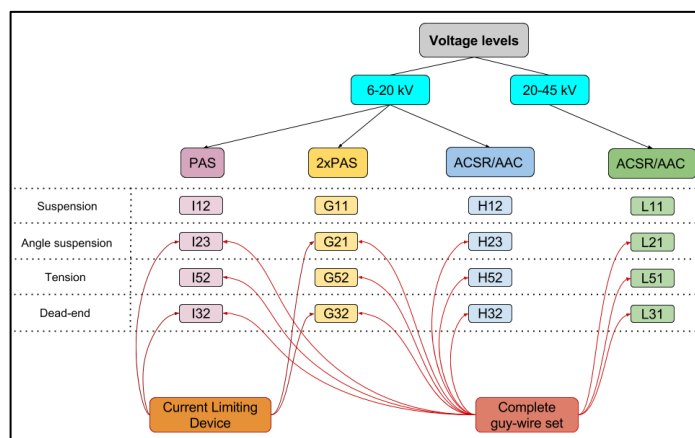 Voltage levels
6-20 kV
20-45 kV
PAS
2xPAS
ACSR/AAC
ACSR/AAC
Suspension
I12
G11
H12
L11
Angle suspension
I23
G21
H23
L21
Tension
I52
G52
H52
L51
Dead-end
I32
G32
H32
L31
Current Limiting
Device
Complete
guy-wire set